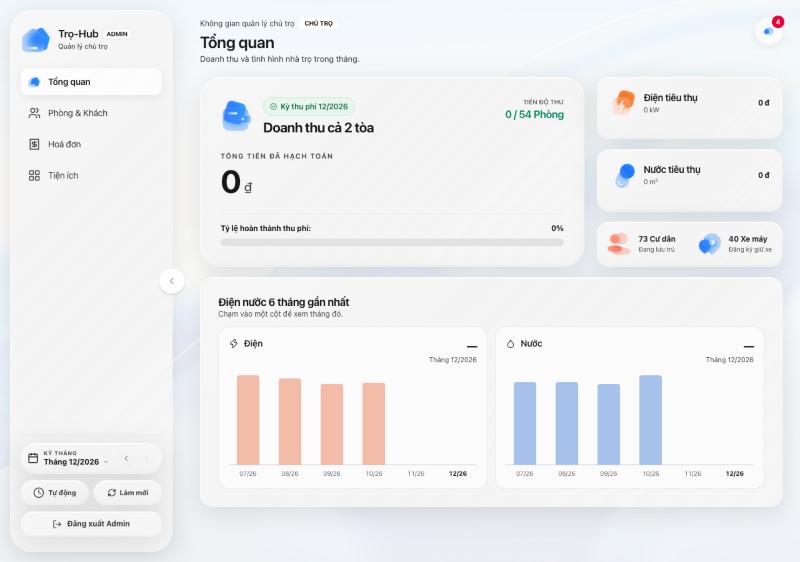 Trọ-Hub ADMIN
Quản lý chủ trọ
Tổng quan
Phòng & Khách
Hoá đơn
Tiện ích
KỲ THÁNG
Tháng 12/2026
Tự động
Làm mới
Đăng xuất Admin
Không gian quản lý chủ trọ CHỦ TRỌ
Tổng quan
Doanh thu và tình hình nhà trọ trong tháng.
4
Kỳ thu phí 12/2026
Doanh thu cả 2 tòa
TIẾN ĐỘ THU
0 / 54 Phòng
TỔNG TIỀN ĐÃ HẠCH TOÁN
0 ₫
Tỷ lệ hoàn thành thu phí: 0%
Điện tiêu thụ
0 kW
0 đ
Nước tiêu thụ
0 m³
0 đ
73 Cư dân
Đang lưu trú
40 Xe máy
Đăng ký giữ xe
Điện nước 6 tháng gần nhất
Chạm vào một cột để xem tháng đó.
Điện —
Tháng 12/2026
07/26 08/26 09/26 10/26 11/26 12/26
Nước —
Tháng 12/2026
07/26 08/26 09/26 10/26 11/26 12/26